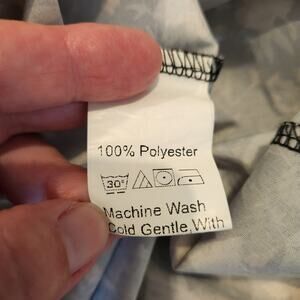 100% Polyester
30°
Machine Wash
Cold Gentle, With